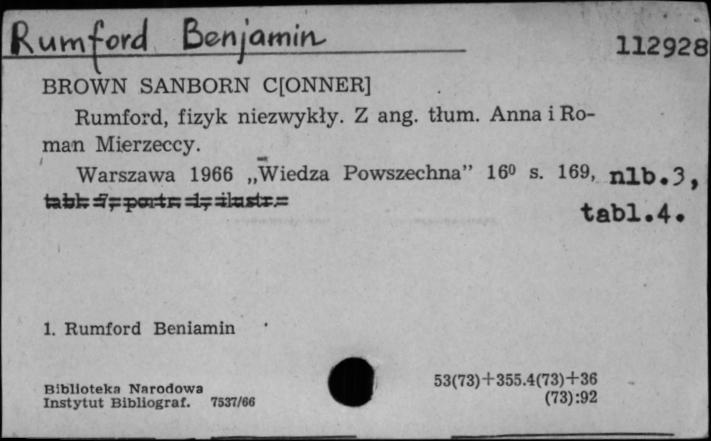 Rumford Benjamin
112928
BROWN SANBORN C[ONNER]
Rumford, fizyk niezwykły. Z ang. tłum. Anna i Ro-
man Mierzeccy.
Warszawa 1966 „Wiedza Powszechna” 16⁰ s. 169, nlb.3,
tabl.4.
1. Rumford Beniamin
Biblioteka Narodowa
Instytut Bibliograf. 7537/66
53(73)+355.4(73)+36
(73):92